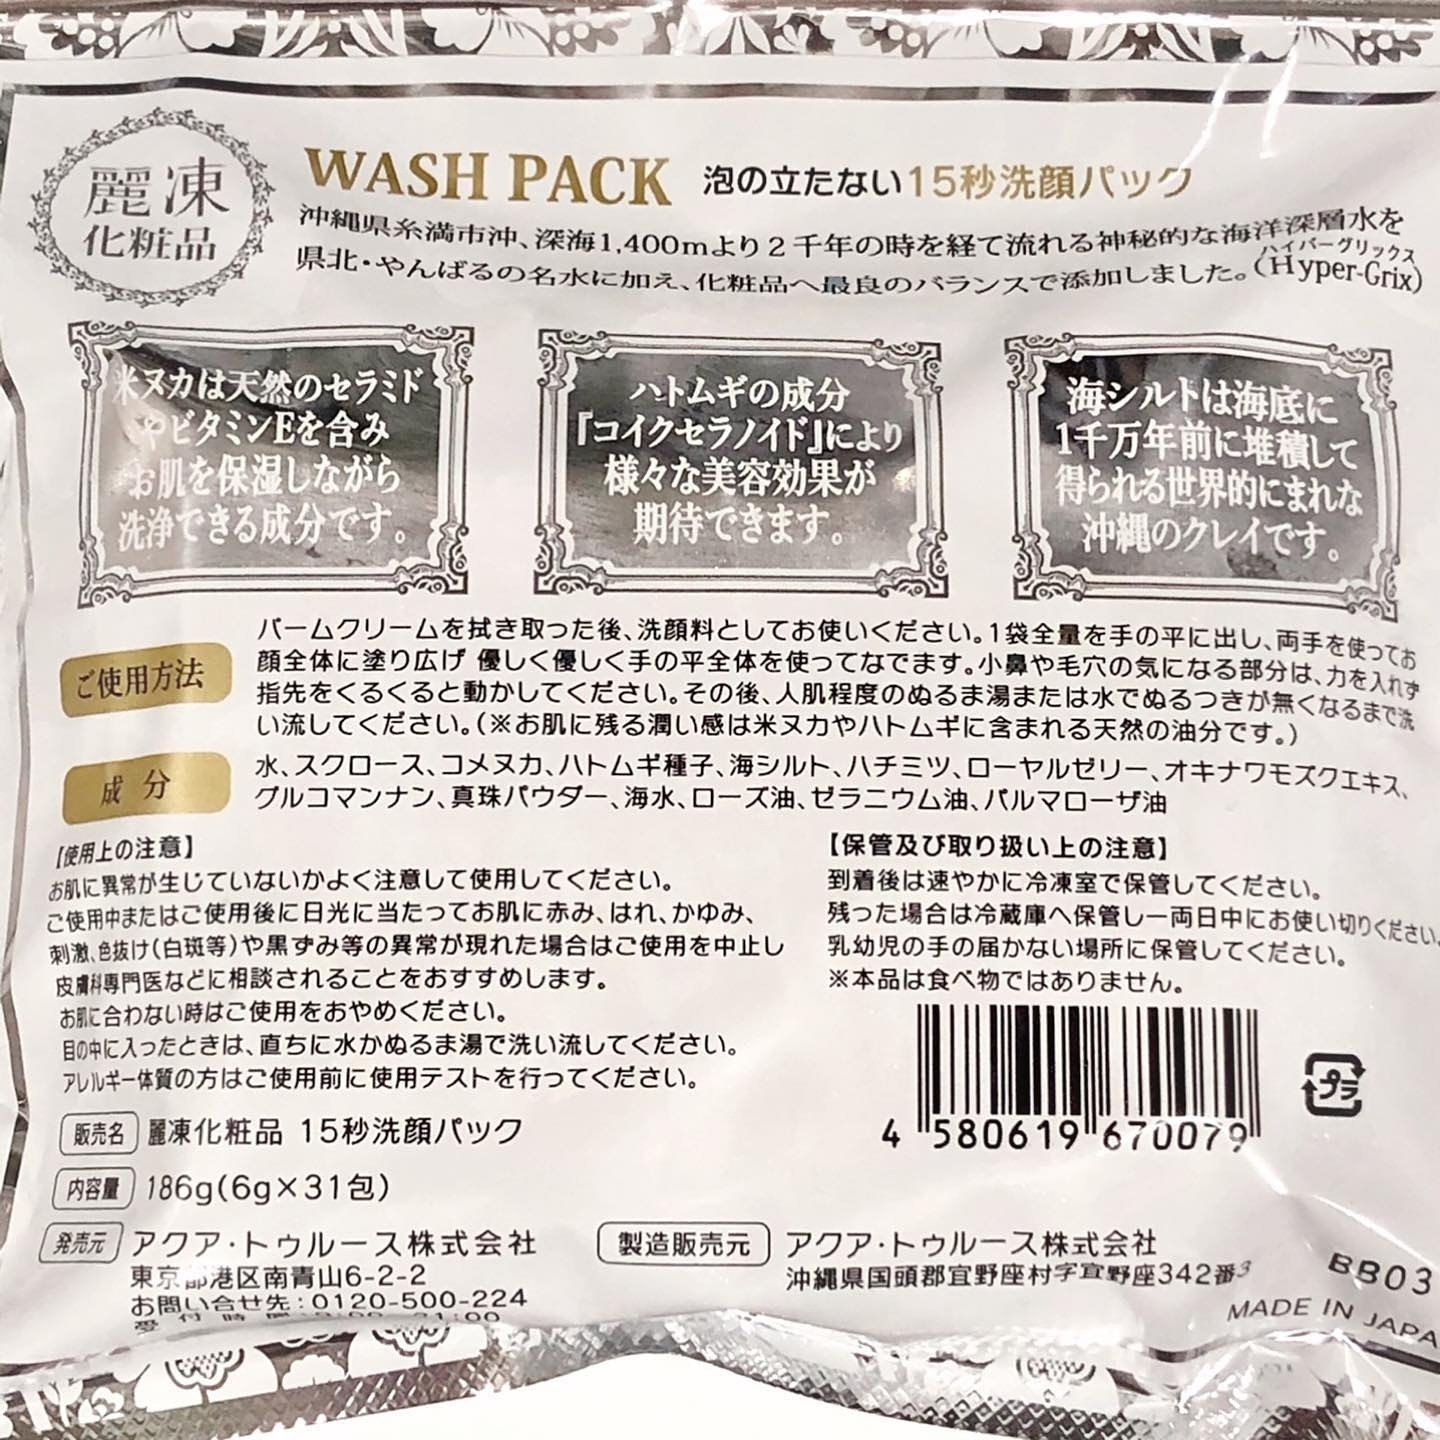 麗凍
化粧品
WASH PACK 泡の立たない15秒洗顔パック
沖縄県糸満市沖、深海1,400mより2千年の時を経て流れる神秘的な海洋深層水を
県北・やんばるの名水に加え、化粧品へ最良のバランスで添加しました。(Hyper-Grix)
ハイパーグリックス
米ヌカは天然のセラミド
やビタミンEを含み
お肌を保湿しながら
洗浄できる成分です。
ハトムギの成分
『コイクセラノイド』により
様々な美容効果が
期待できます。
海シルトは海底に
1千万年前に堆積して
得られる世界的にまれな
沖縄のクレイです。
ご使用方法
バームクリームを拭き取った後、洗顔料としてお使いください。1袋全量を手の平に出し、両手を使ってお
顔全体に塗り広げ 優しく優しく手の平全体を使ってなでます。小鼻や毛穴の気になる部分は、力を入れず
指先をくるくると動かしてください。その後、人肌程度のぬるま湯または水でぬるつきが無くなるまで洗
い流してください。(※お肌に残る潤い感は米ヌカやハトムギに含まれる天然の油分です。)
成分
水、スクロース、コメヌカ、ハトムギ種子、海シルト、ハチミツ、ローヤルゼリー、オキナワモズクエキス、
グルコマンナン、真珠パウダー、海水、ローズ油、ゼラニウム油、パルマローザ油
【使用上の注意】
お肌に異常が生じていないかよく注意して使用してください。
ご使用中またはご使用後に日光に当たってお肌に赤み、はれ、かゆみ、
刺激、色抜け(白斑等)や黒ずみ等の異常が現れた場合はご使用を中止し
皮膚科専門医などに相談されることをおすすめします。
お肌に合わない時はご使用をおやめください。
目の中に入ったときは、直ちに水かぬるま湯で洗い流してください。
アレルギー体質の方はご使用前に使用テストを行ってください。
【保管及び取り扱い上の注意】
到着後は速やかに冷凍室で保管してください。
残った場合は冷蔵庫へ保管し一両日中にお使い切りください。
乳幼児の手の届かない場所に保管してください。
※本品は食べ物ではありません。
4 580619 670079
プラ
販売名 麗凍化粧品 15秒洗顔パック
内容量 186g(6g×31包)
発売元 アクア・トゥルース株式会社
東京都港区南青山6-2-2
お問い合せ先:0120-500-224
受付時間
製造販売元 アクア・トゥルース株式会社
沖縄県国頭郡宜野座村字宜野座342番3
BB03
MADE IN JAPA